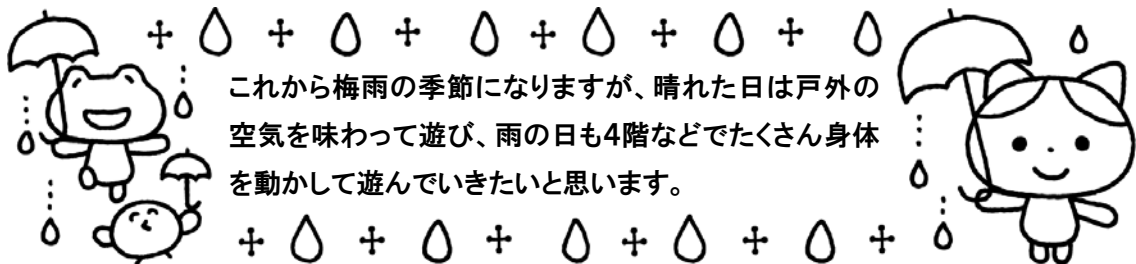 これから梅雨の季節になりますが、晴れた日は戸外の
空気を味わって遊び、雨の日も4階などでたくさん身体
を動かして遊んでいきたいと思います。